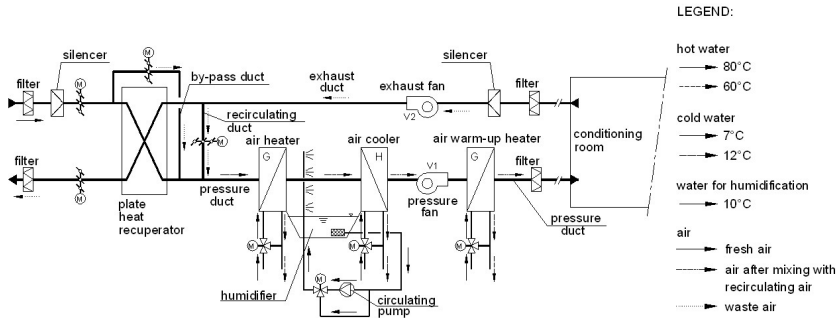 LEGEND:
hot water
80°C
60°C
cold water
7°C
12°C
water for humidification
10°C
air
fresh air
air after mixing with
recirculating air
waste air
silencer
filter
M
M
by-pass duct
exhaust
duct
exhaust fan
V2
silencer
filter
recirculating
duct
M
conditioning
room
filter
air heater
G
air cooler
H
air warm-up heater
G
V1
filter
pressure
duct
pressure
fan
pressure
duct
M
plate
heat
recuperator
M
M
M
humidifier
M
circulating
pump